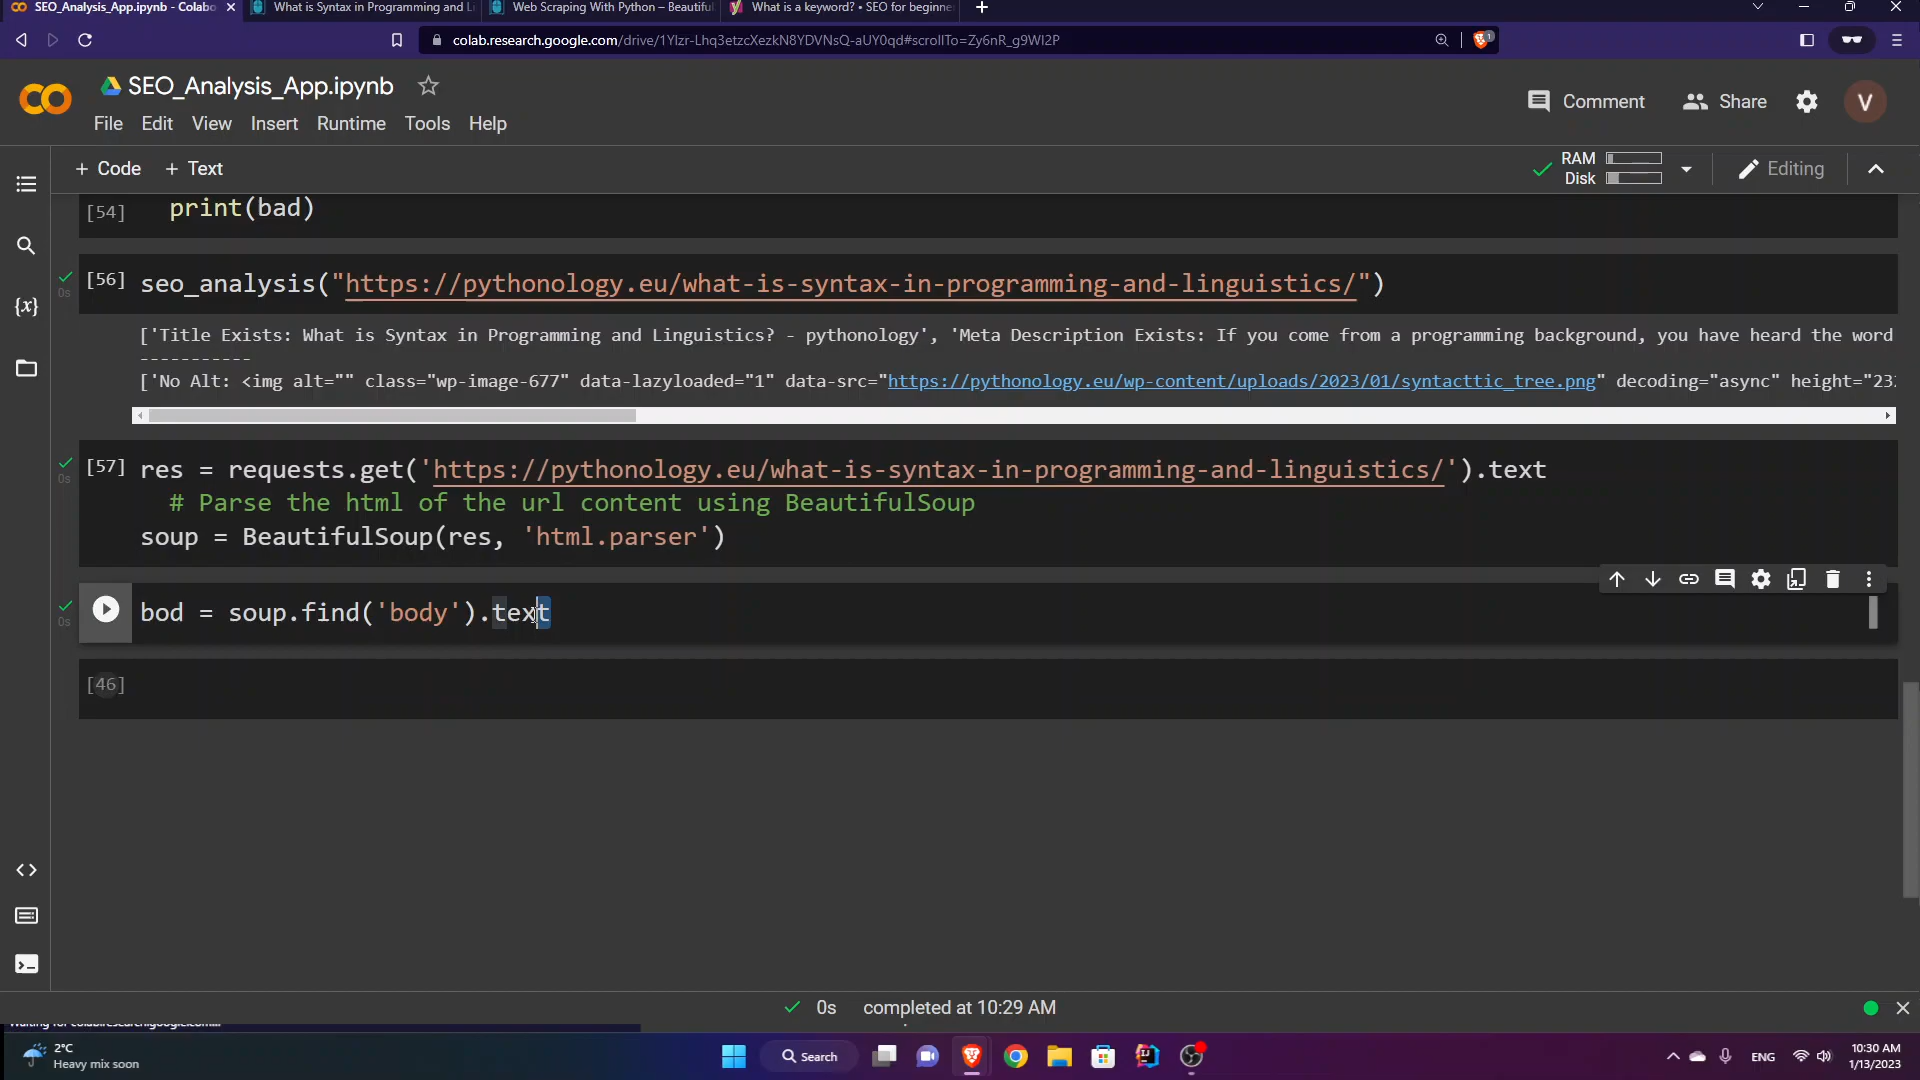 SEO_Analysis_App.ipynb - Colabo
What is Syntax in Programming and Li
Web Scraping With Python – Beautiful
What is a keyword? • SEO for beginne
colab.research.google.com/drive/1Ylzr-Lhq3etzcXezkN8YDVNsQ-aUY0qd#scrollTo=Zy6nR_g9Wl2P
1
SEO_Analysis_App.ipynb
Comment
Share
V
File Edit View Insert Runtime Tools Help
+ Code + Text
RAM
Disk
Editing
[54] print(bad)
[56] seo_analysis("https://pythonology.eu/what-is-syntax-in-programming-and-linguistics/")
0s
['Title Exists: What is Syntax in Programming and Linguistics? - pythonology', 'Meta Description Exists: If you come from a programming background, you have heard the word
-----------
['No Alt: <img alt="" class="wp-image-677" data-lazyloaded="1" data-src="https://pythonology.eu/wp-content/uploads/2023/01/syntacttic_tree.png" decoding="async" height="232
[57] res = requests.get('https://pythonology.eu/what-is-syntax-in-programming-and-linguistics/').text
0s
# Parse the html of the url content using BeautifulSoup
soup = BeautifulSoup(res, 'html.parser')
bod = soup.find('body').text
0s
[46]
0s completed at 10:29 AM
2°C
Heavy mix soon
Search
ENG
10:30 AM
1/13/2023